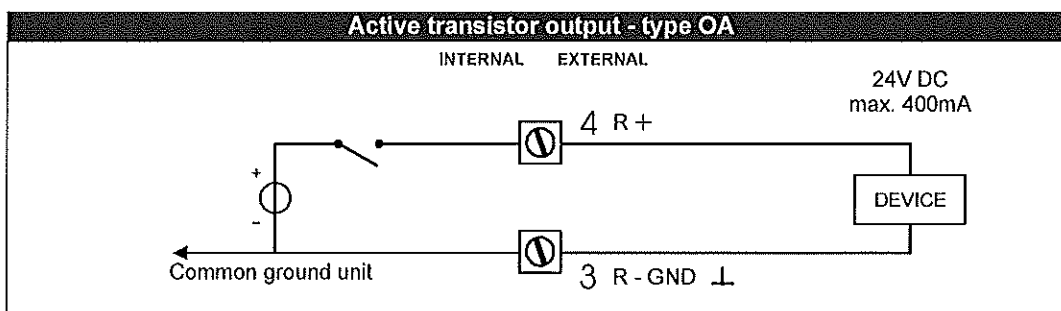 Active transistor output - type OA
INTERNAL EXTERNAL
24V DC
max. 400mA
4 R +
+
-
DEVICE
Common ground unit
3 R - GND ⊥